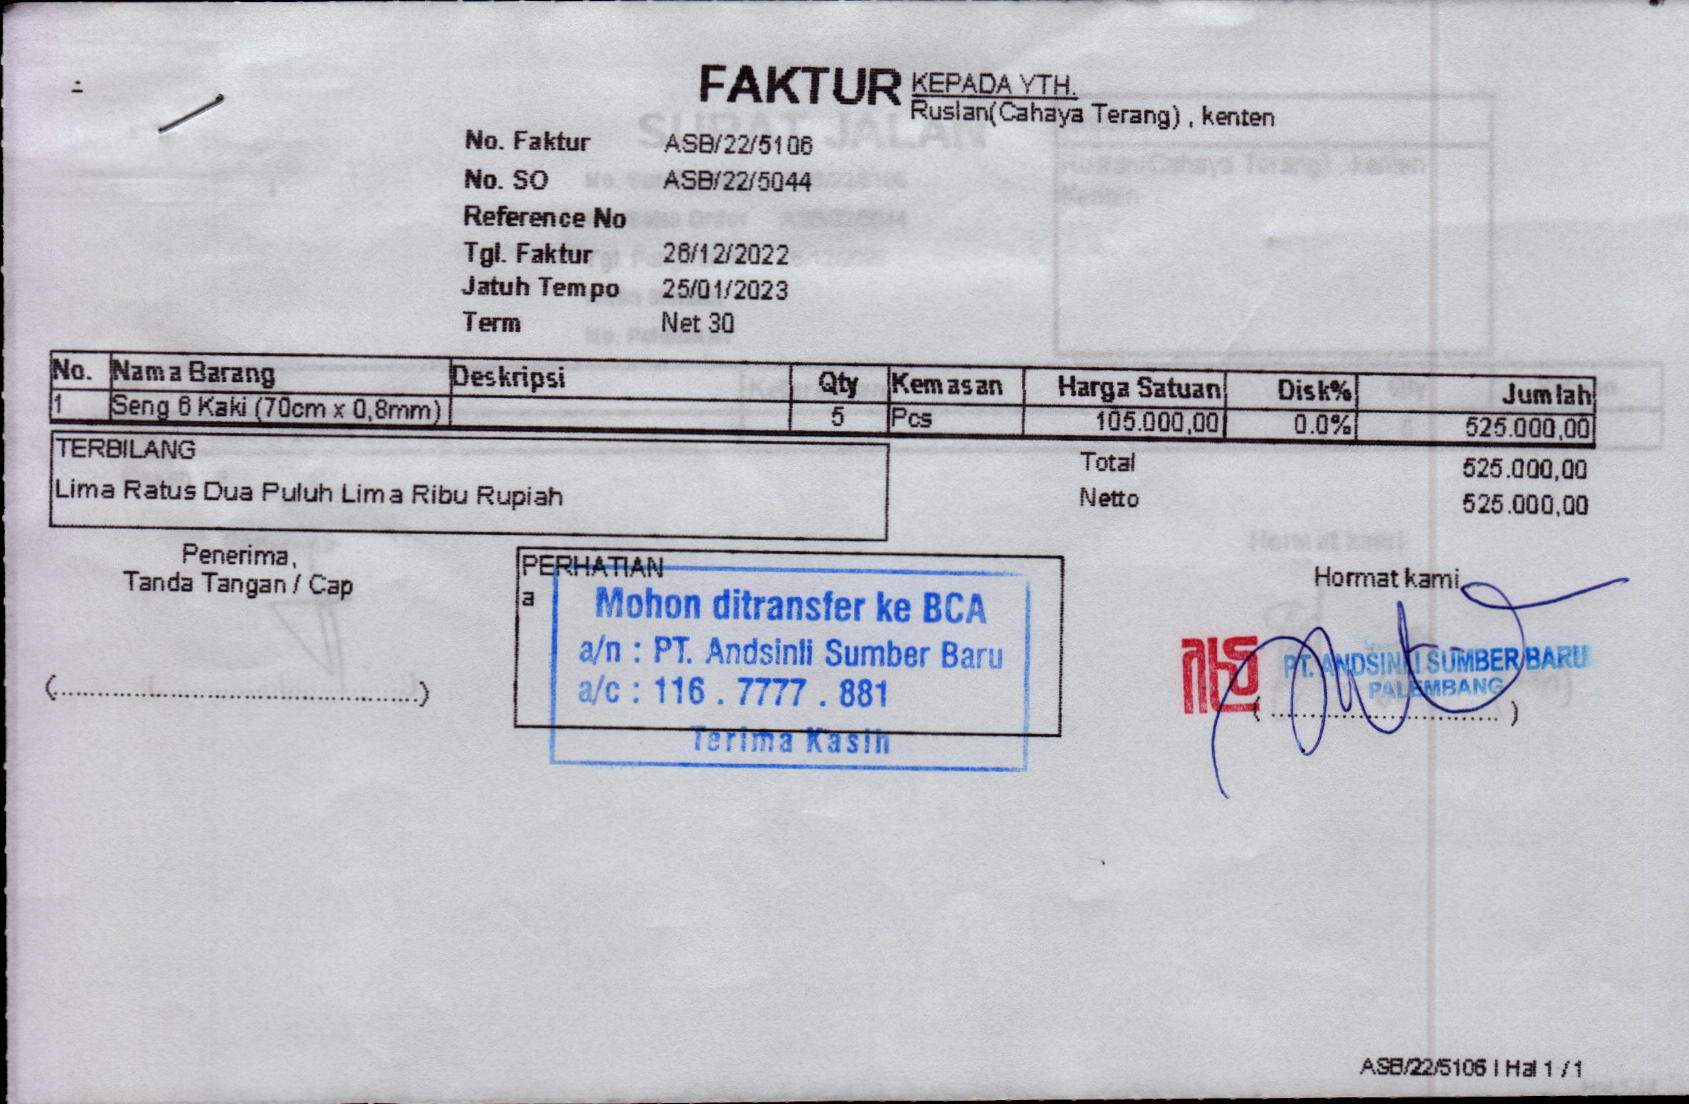 FAKTUR
KEPADA YTH.
Ruslan(Cahaya Terang) , kenten
No. Faktur ASB/22/5106
No. SO ASB/22/5044
Reference No
Tgl. Faktur 26/12/2022
Jatuh Tempo 25/01/2023
Term Net 30
No. Nama Barang Deskripsi Qty Kemasan Harga Satuan Disk% Jumlah
1 Seng 6 Kaki (70cm x 0,8mm) 5 Pcs 105.000,00 0.0% 525.000,00
TERBILANG
Lima Ratus Dua Puluh Lima Ribu Rupiah
Total 525.000,00
Netto 525.000,00
Penerima,
Tanda Tangan / Cap
(........................................................)
PERHATIAN
a
Mohon ditransfer ke BCA
a/n : PT. Andsinli Sumber Baru
a/c : 116 . 7777 . 881
Terima Kasih
Hormat kami
PT. ANDSINLI SUMBER BARU
PALEMBANG
( ................................... )
ASB/22/5106 | Hal 1 / 1